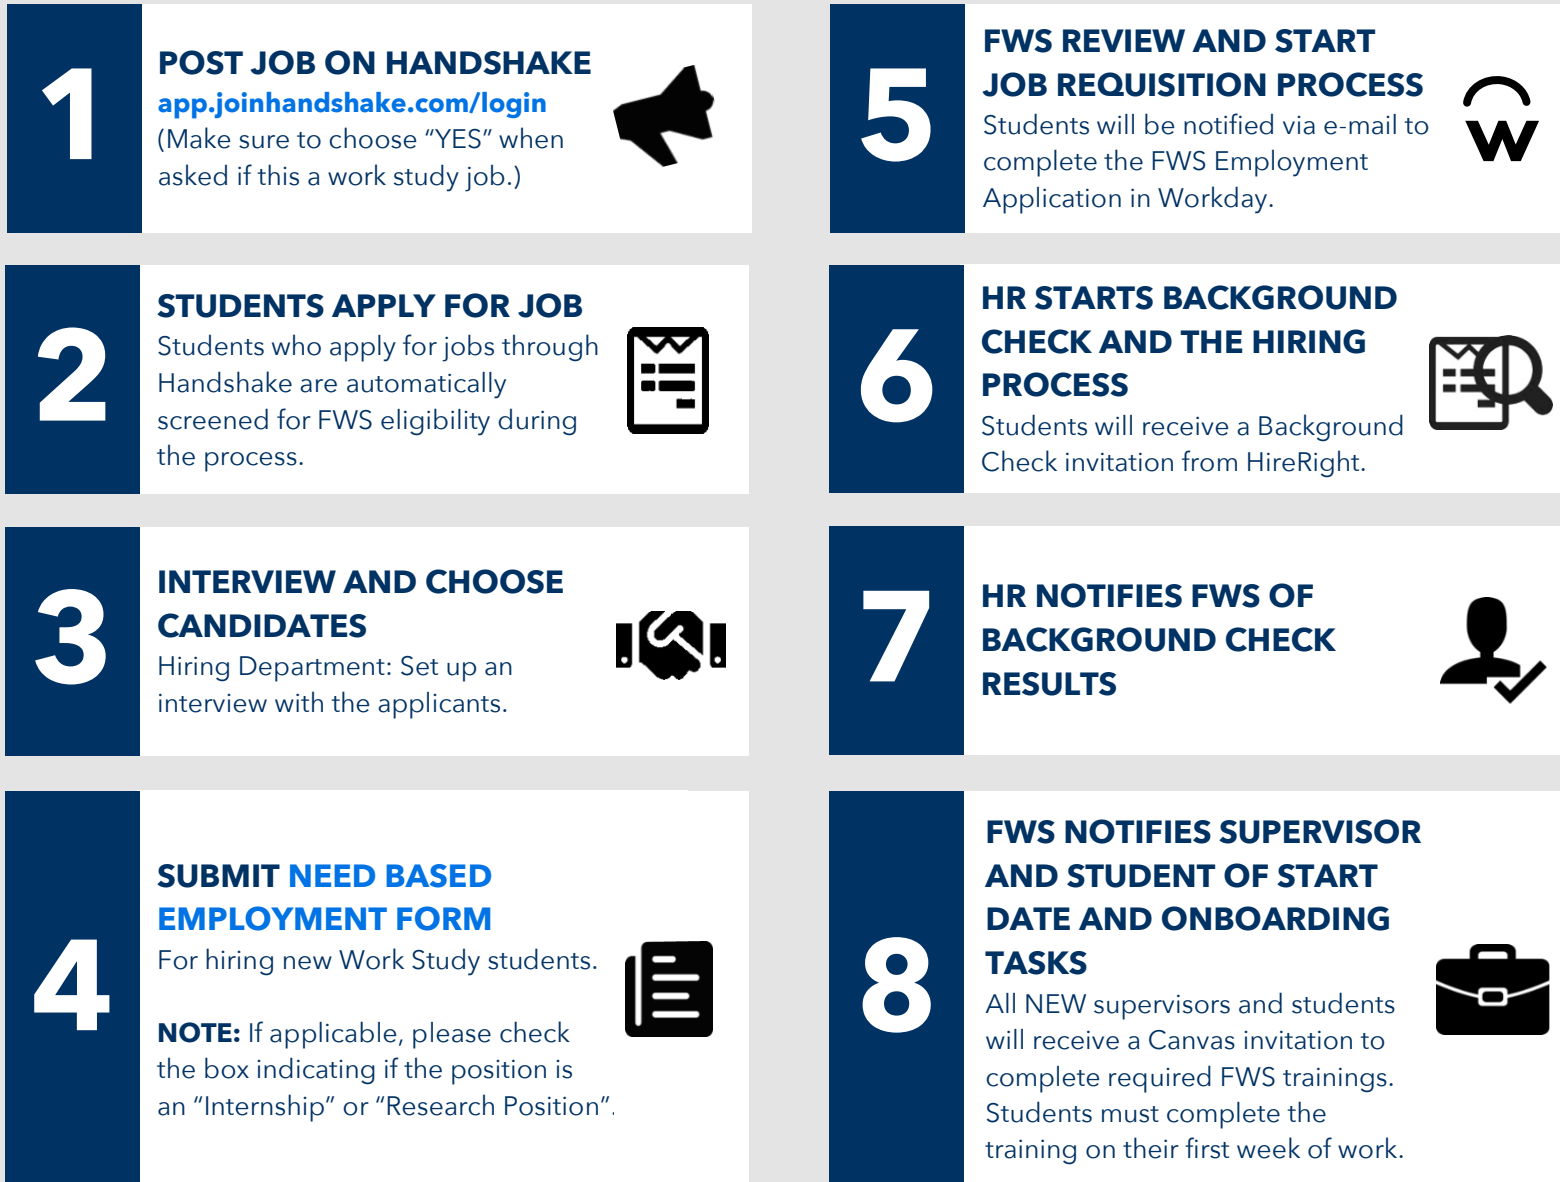 1
POST JOB ON HANDSHAKE
app.joinhandshake.com/login
(Make sure to choose “YES” when
asked if this a work study job.)
2
STUDENTS APPLY FOR JOB
Students who apply for jobs through
Handshake are automatically
screened for FWS eligibility during
the process.
3
INTERVIEW AND CHOOSE
CANDIDATES
Hiring Department: Set up an
interview with the applicants.
4
SUBMIT NEED BASED
EMPLOYMENT FORM
For hiring new Work Study students.
NOTE: If applicable, please check
the box indicating if the position is
an “Internship” or “Research Position”.
5
FWS REVIEW AND START
JOB REQUISITION PROCESS
Students will be notified via e-mail to
complete the FWS Employment
Application in Workday.
W
6
HR STARTS BACKGROUND
CHECK AND THE HIRING
PROCESS
Students will receive a Background
Check invitation from HireRight.
7
HR NOTIFIES FWS OF
BACKGROUND CHECK
RESULTS
8
FWS NOTIFIES SUPERVISOR
AND STUDENT OF START
DATE AND ONBOARDING
TASKS
All NEW supervisors and students
will receive a Canvas invitation to
complete required FWS trainings.
Students must complete the
training on their first week of work.